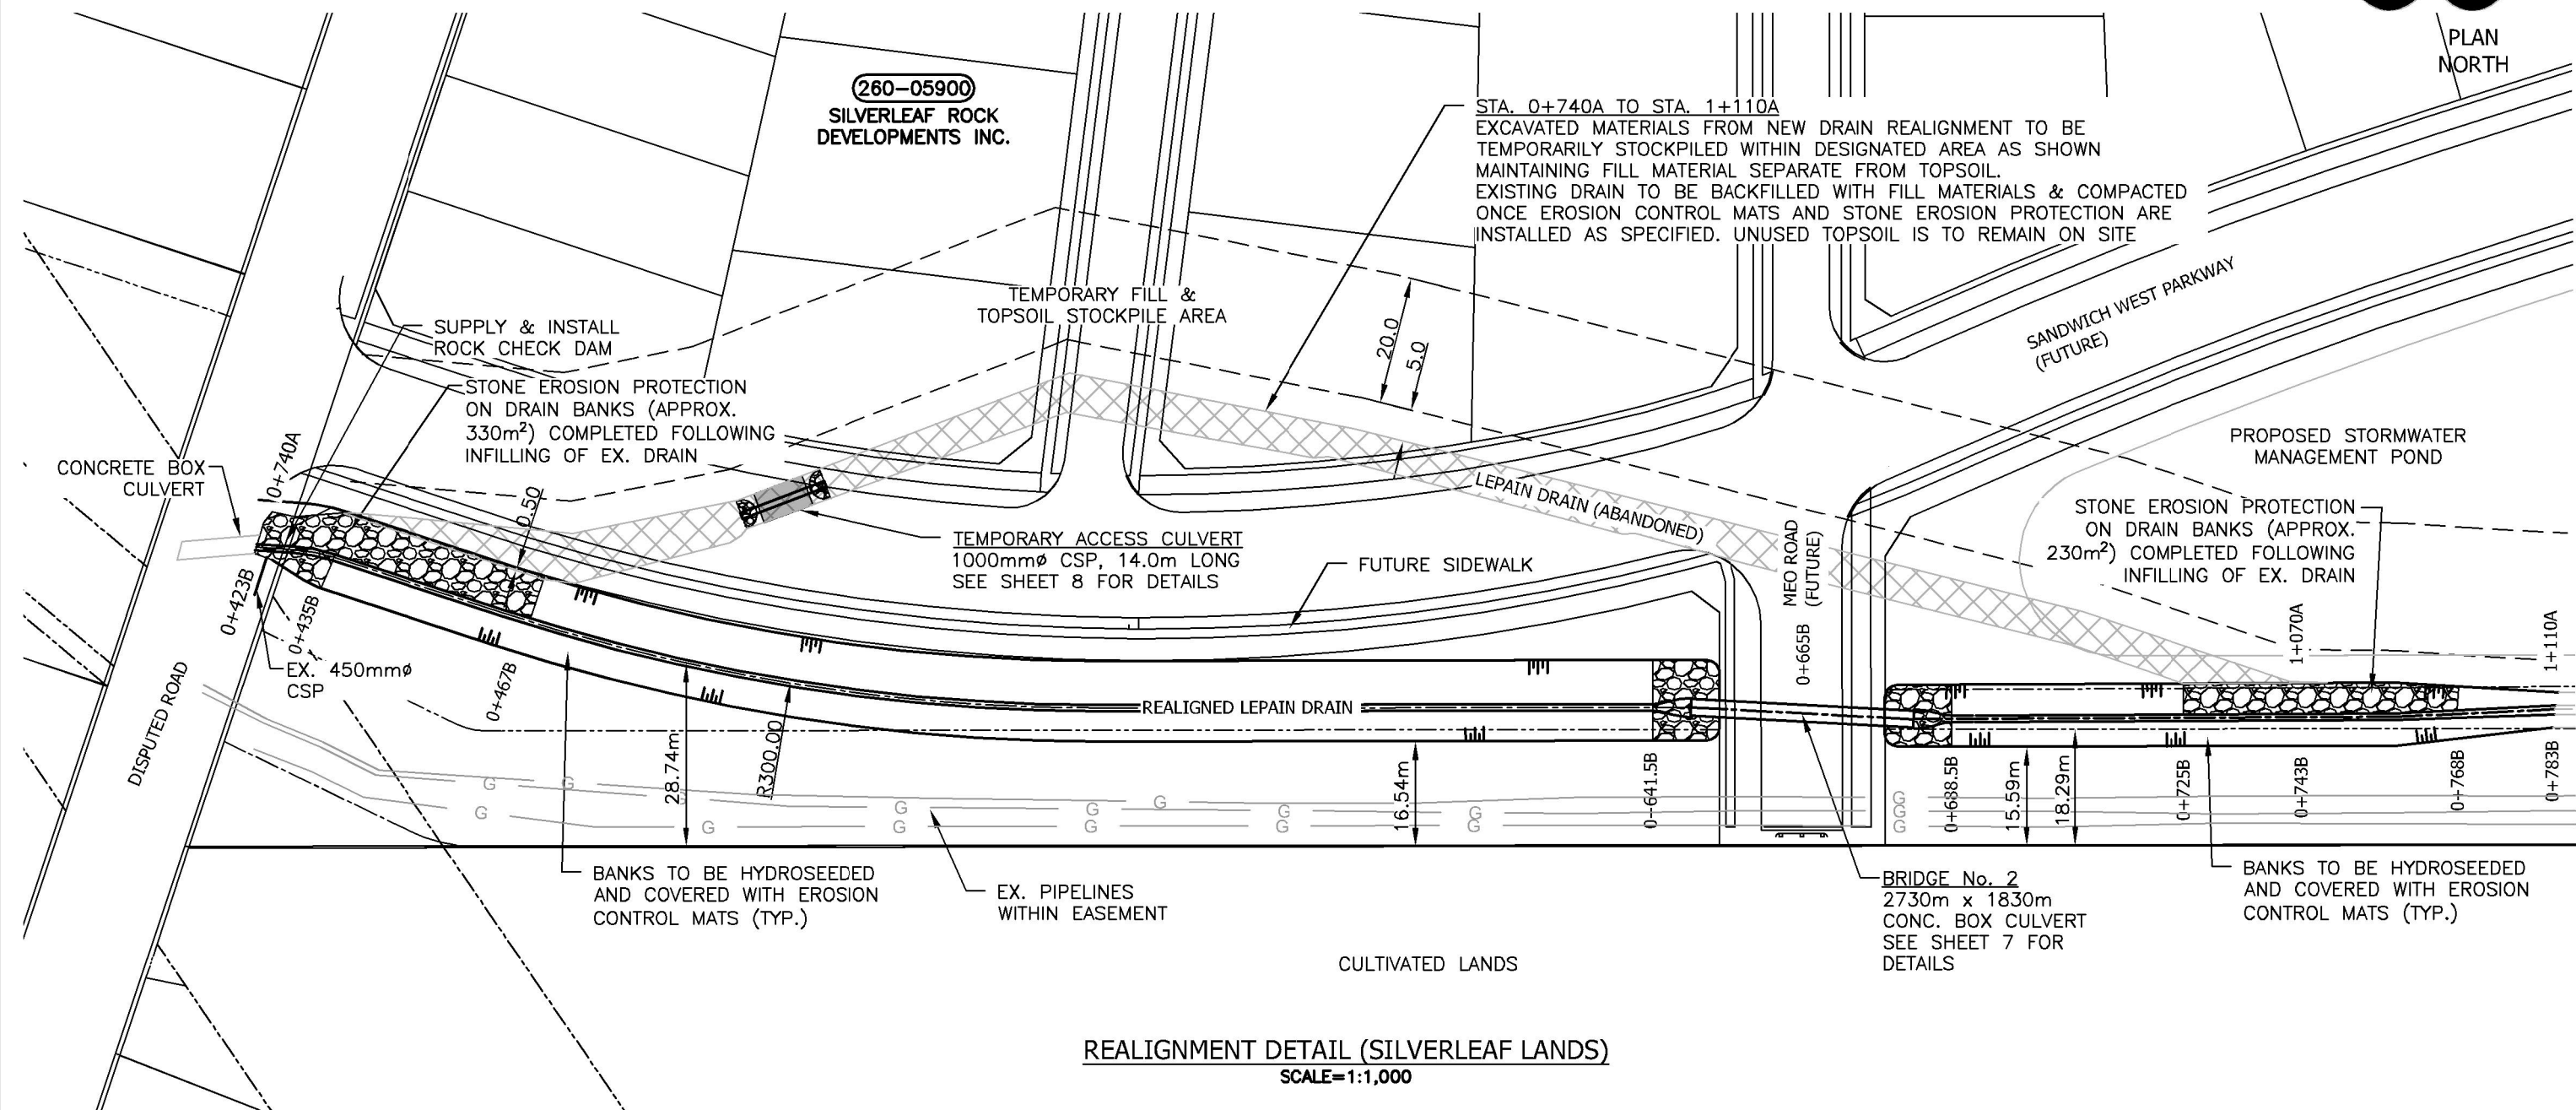 PLAN
NORTH
260-05900
SILVERLEAF ROCK
DEVELOPMENTS INC.
STA. 0+740A TO STA. 1+110A
EXCAVATED MATERIALS FROM NEW DRAIN REALIGNMENT TO BE
TEMPORARILY STOCKPILED WITHIN DESIGNATED AREA AS SHOWN
MAINTAINING FILL MATERIAL SEPARATE FROM TOPSOIL.
EXISTING DRAIN TO BE BACKFILLED WITH FILL MATERIALS & COMPACTED
ONCE EROSION CONTROL MATS AND STONE EROSION PROTECTION ARE
INSTALLED AS SPECIFIED. UNUSED TOPSOIL IS TO REMAIN ON SITE
TEMPORARY FILL &
TOPSOIL STOCKPILE AREA
20.0
5.0
SANDWICH WEST PARKWAY
(FUTURE)
SUPPLY & INSTALL
ROCK CHECK DAM
STONE EROSION PROTECTION
ON DRAIN BANKS (APPROX.
330m²) COMPLETED FOLLOWING
INFILLING OF EX. DRAIN
CONCRETE BOX
CULVERT
0+740A
0.50
PROPOSED STORMWATER
MANAGEMENT POND
STONE EROSION PROTECTION
ON DRAIN BANKS (APPROX.
230m²) COMPLETED FOLLOWING
INFILLING OF EX. DRAIN
LEPAIN DRAIN (ABANDONED)
TEMPORARY ACCESS CULVERT
1000mmø CSP, 14.0m LONG
SEE SHEET 8 FOR DETAILS
FUTURE SIDEWALK
MEO ROAD
(FUTURE)
0+423B
0+435B
EX. 450mmø
CSP
0+467B
0+665B
1+070A
1+110A
DISPUTED ROAD
REALIGNED LEPAIN DRAIN
28.74m
R300.00
16.54m
0+641.5B
0+688.5B
15.59m
18.29m
0+725B
0+743B
0+768B
0+783B
G G
G G G G G G
G G G G G G
G
G
G
BANKS TO BE HYDROSEEDED
AND COVERED WITH EROSION
CONTROL MATS (TYP.)
EX. PIPELINES
WITHIN EASEMENT
BRIDGE No. 2
2730m x 1830m
CONC. BOX CULVERT
SEE SHEET 7 FOR
DETAILS
BANKS TO BE HYDROSEEDED
AND COVERED WITH EROSION
CONTROL MATS (TYP.)
CULTIVATED LANDS
REALIGNMENT DETAIL (SILVERLEAF LANDS)
SCALE=1:1,000